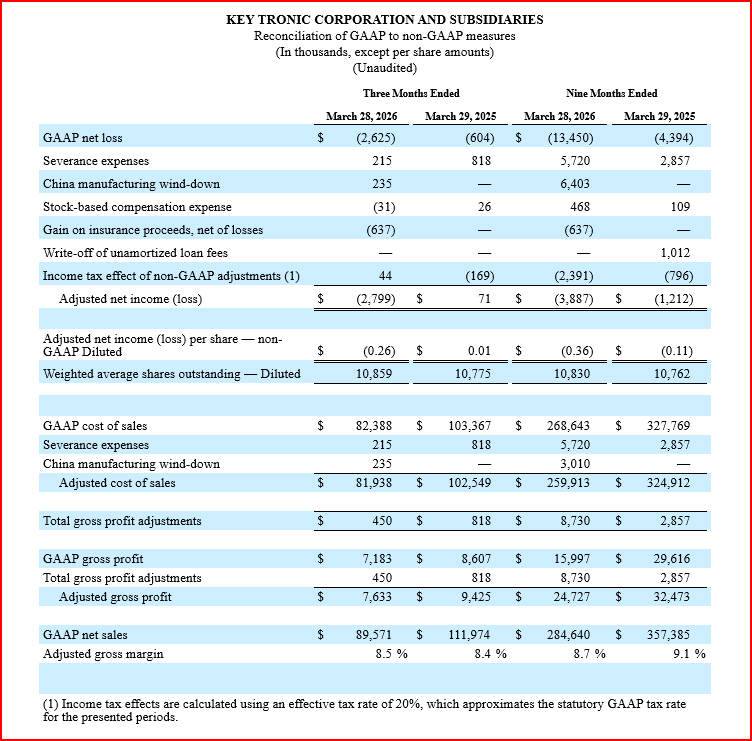 KEY TRONIC CORPORATION AND SUBSIDIARIES
Reconciliation of GAAP to non-GAAP measures
(In thousands, except per share amounts)
(Unaudited)
Three Months Ended Nine Months Ended
March 28, 2026 March 29, 2025 March 28, 2026 March 29, 2025
GAAP net loss $ (2,625) (604) $ (13,450) (4,394)
Severance expenses 215 818 5,720 2,857
China manufacturing wind-down 235 — 6,403 —
Stock-based compensation expense (31) 26 468 109
Gain on insurance proceeds, net of losses (637) — (637) —
Write-off of unamortized loan fees — — — 1,012
Income tax effect of non-GAAP adjustments (1) 44 (169) (2,391) (796)
Adjusted net income (loss) $ (2,799) $ 71 $ (3,887) $ (1,212)
Adjusted net income (loss) per share — non-
GAAP Diluted $ (0.26) $ 0.01 $ (0.36) $ (0.11)
Weighted average shares outstanding — Diluted 10,859 10,775 10,830 10,762
GAAP cost of sales $ 82,388 $ 103,367 $ 268,643 $ 327,769
Severance expenses 215 818 5,720 2,857
China manufacturing wind-down 235 — 3,010 —
Adjusted cost of sales $ 81,938 $ 102,549 $ 259,913 $ 324,912
Total gross profit adjustments $ 450 $ 818 $ 8,730 $ 2,857
GAAP gross profit $ 7,183 $ 8,607 $ 15,997 $ 29,616
Total gross profit adjustments 450 818 8,730 2,857
Adjusted gross profit $ 7,633 $ 9,425 $ 24,727 $ 32,473
GAAP net sales $ 89,571 $ 111,974 $ 284,640 $ 357,385
Adjusted gross margin 8.5 % 8.4 % 8.7 % 9.1 %
(1) Income tax effects are calculated using an effective tax rate of 20%, which approximates the statutory GAAP tax rate
for the presented periods.